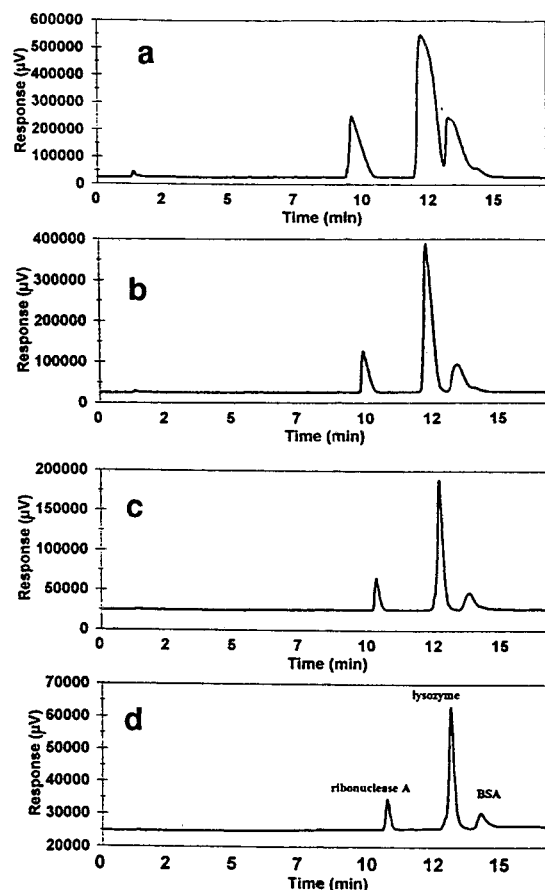 600000
500000
400000
300000
200000
100000
0
Response (µV)
a
0 2 5 7 10 12 15
Time (min)
400000
300000
200000
100000
0
Response (µV)
b
0 2 5 7 10 12 15
Time (min)
200000
150000
100000
50000
0
Response (µV)
c
0 2 5 7 10 12 15
Time (min)
70000
60000
50000
40000
30000
20000
Response (µV)
d
lysozyme
ribonuclease A
BSA
0 2 5 7 10 12 15
Time (min)